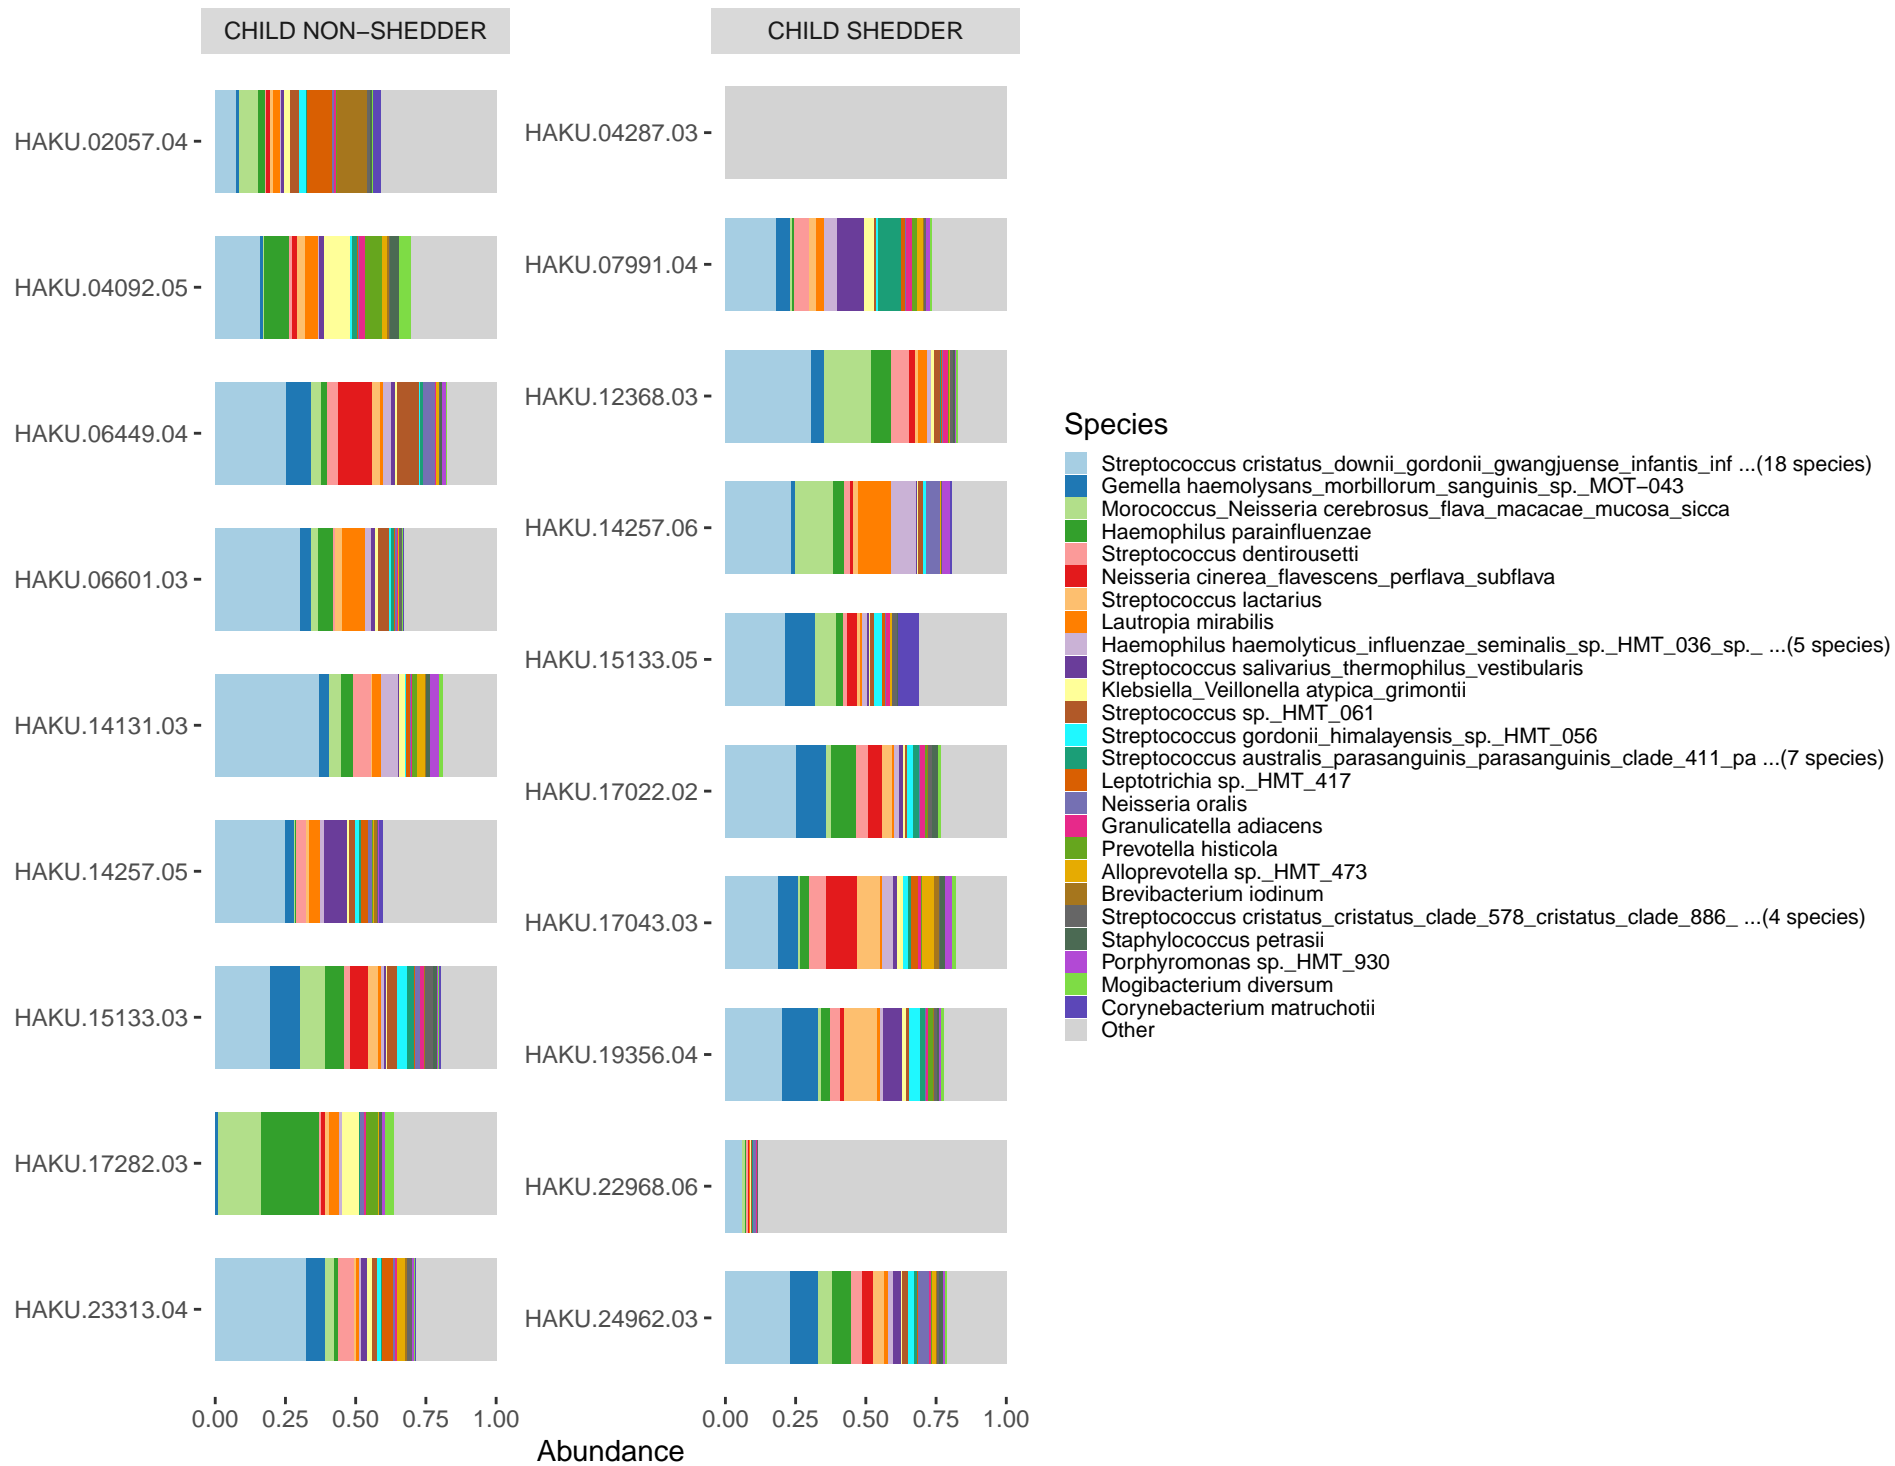 CHILD NON−SHEDDER
CHILD SHEDDER
HAKU.02057.04
HAKU.04092.05
HAKU.06449.04
HAKU.06601.03
HAKU.14131.03
HAKU.14257.05
HAKU.15133.03
HAKU.17282.03
HAKU.23313.04
HAKU.04287.03
HAKU.07991.04
HAKU.12368.03
HAKU.14257.06
HAKU.15133.05
HAKU.17022.02
HAKU.17043.03
HAKU.19356.04
HAKU.22968.06
HAKU.24962.03
0.00 0.25 0.50 0.75 1.00
0.00 0.25 0.50 0.75 1.00
Abundance
Species
Streptococcus cristatus_downii_gordonii_gwangjuense_infantis_inf ...(18 species)
Gemella haemolysans_morbillorum_sanguinis_sp._MOT−043
Morococcus_Neisseria cerebrosus_flava_macacae_mucosa_sicca
Haemophilus parainfluenzae
Streptococcus dentirousetti
Neisseria cinerea_flavescens_perflava_subflava
Streptococcus lactarius
Lautropia mirabilis
Haemophilus haemolyticus_influenzae_seminalis_sp._HMT_036_sp._ ...(5 species)
Streptococcus salivarius_thermophilus_vestibularis
Klebsiella_Veillonella atypica_grimontii
Streptococcus sp._HMT_061
Streptococcus gordonii_himalayensis_sp._HMT_056
Streptococcus australis_parasanguinis_parasanguinis_clade_411_pa ...(7 species)
Leptotrichia sp._HMT_417
Neisseria oralis
Granulicatella adiacens
Prevotella histicola
Alloprevotella sp._HMT_473
Brevibacterium iodinum
Streptococcus cristatus_cristatus_clade_578_cristatus_clade_886_ ...(4 species)
Staphylococcus petrasii
Porphyromonas sp._HMT_930
Mogibacterium diversum
Corynebacterium matruchotii
Other